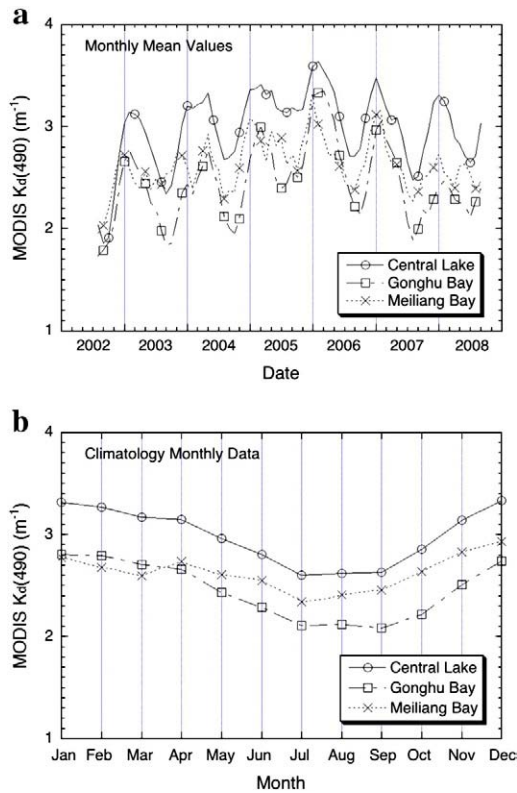 a
Monthly Mean Values
MODIS Kd(490) (m-1)
4
3
2
1
Central Lake
Gonghu Bay
Meiliang Bay
2002 2003 2004 2005 2006 2007 2008
Date
b
Climatology Monthly Data
MODIS Kd(490) (m-1)
4
3
2
1
Central Lake
Gonghu Bay
Meiliang Bay
Jan Feb Mar Apr May Jun Jul Aug Sep Oct Nov Dec
Month